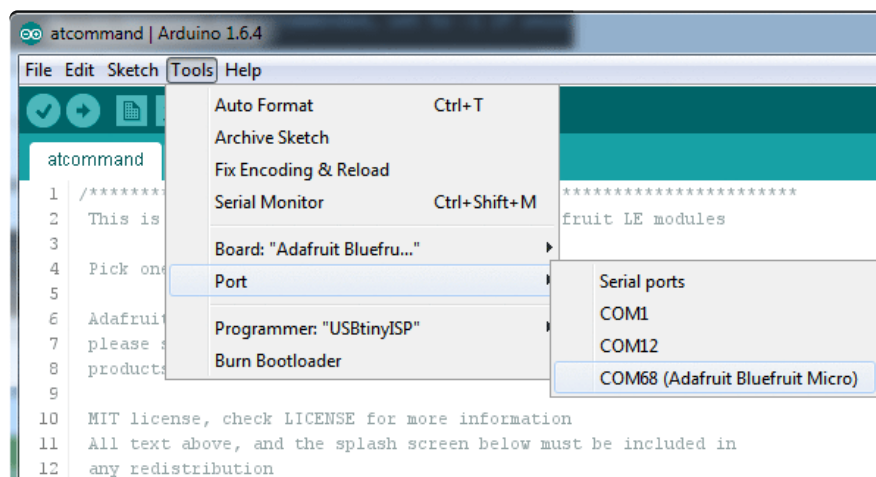 atcommand | Arduino 1.6.4
File Edit Sketch Tools Help
Auto Format Ctrl+T
Archive Sketch
Fix Encoding & Reload
Serial Monitor Ctrl+Shift+M
Board: "Adafruit Bluefru..."
Port
Programmer: "USBtinyISP"
Burn Bootloader
Serial ports
COM1
COM12
COM68 (Adafruit Bluefruit Micro)
atcommand
1 /******* ***********************
2 This is fruit LE modules
3
4 Pick one
5
6 Adafruit
7 please
8 products
9
10 MIT license, check LICENSE for more information
11 All text above, and the splash screen below must be included in
12 any redistribution